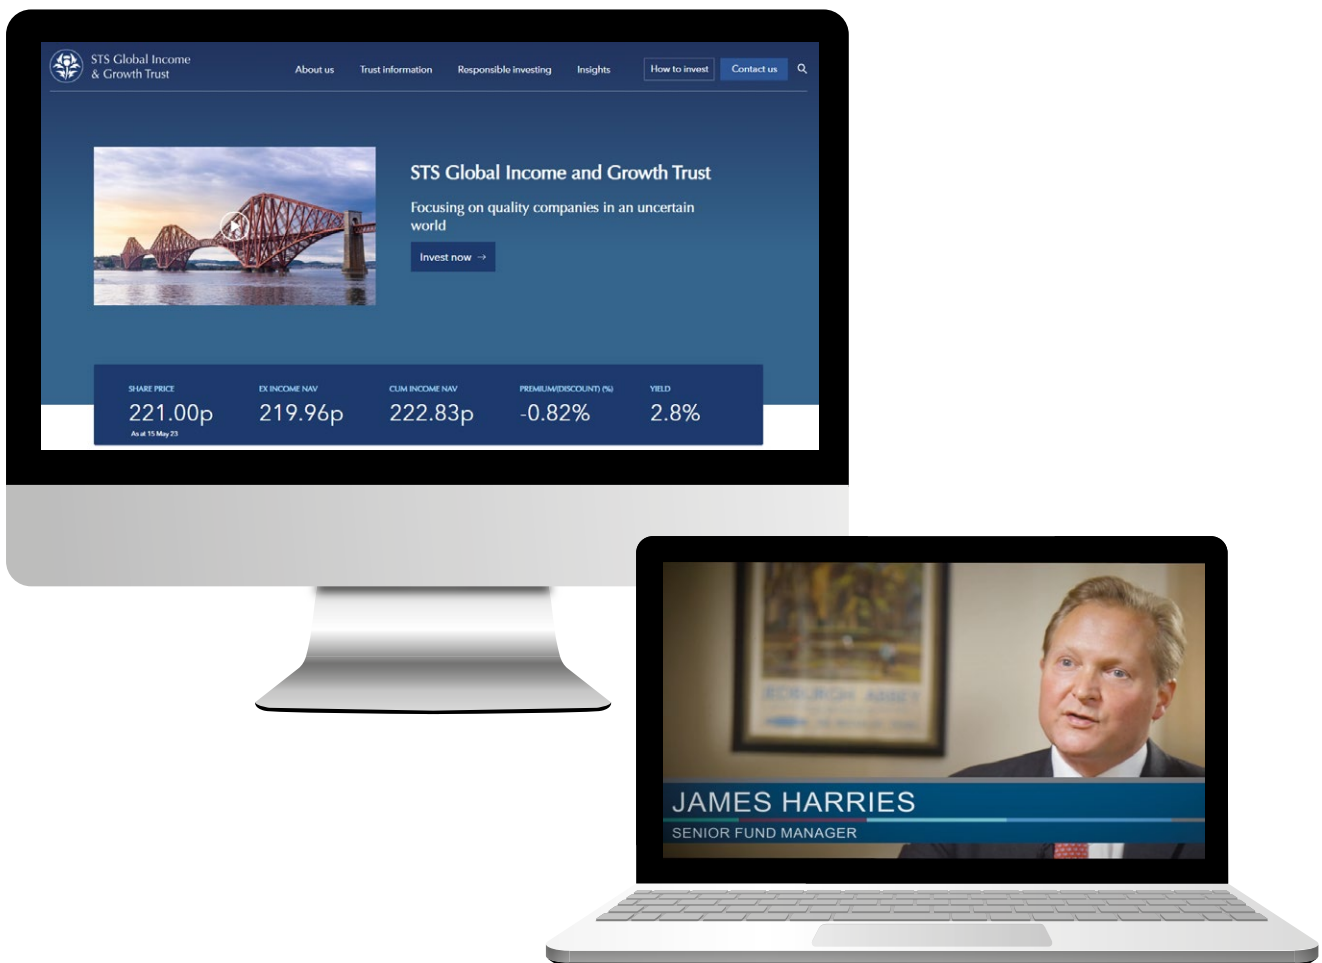 STS Global Income
& Growth Trust
About us
Trust information
Responsible investing
Insights
How to invest
Contact us
STS Global Income and Growth Trust
Focusing on quality companies in an uncertain
world
Invest now →
SHARE PRICE
EX INCOME NAV
CUM INCOME NAV
PREMIUM/(DISCOUNT) (%)
YIELD
221.00p
219.96p
222.83p
-0.82%
2.8%
As at 15 May 23
JAMES HARRIES
SENIOR FUND MANAGER